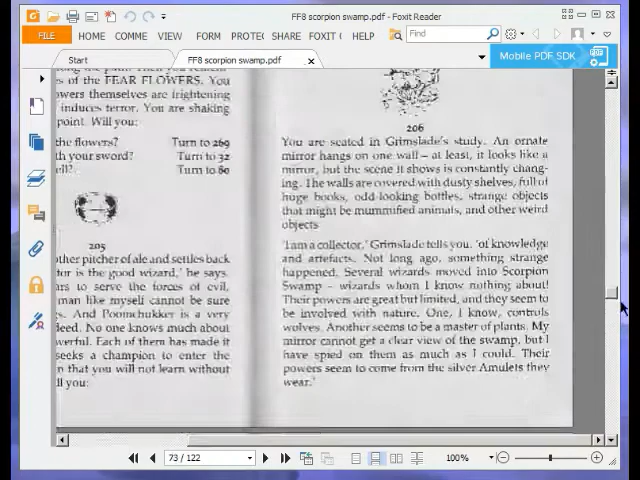 FF8 scorpion swamp.pdf - Foxit Reader
FILE HOME COMME VIEW FORM PROTE SHARE FOXIT ( Find
Start FF8 scorpion swamp.pdf Mobile PDF SDK
es of the FEAR FLOWERS. You
owers themselves are frightening
induces terror. You are shaking
point. Will you:
the flowers? Turn to 269
th your sword? Turn to 32
ell? Turn to 80
205
other pitcher of ale and settles back
tor is the good wizard,' he says.
ars to serve the forces of evil,
man like myself cannot be sure
gs. And Poomchukker is a very
deed. No one knows much about
werful. Each of them has made it
seeks a champion to enter the
n that you will not learn without
ll you:
206
You are seated in Grimslade's study. An ornate
mirror hangs on one wall – at least, it looks like a
mirror, but the scene it shows is constantly chang-
ing. The walls are covered with dusty shelves, full of
huge books, odd-looking bottles, strange objects
that might be mummified animals, and other weird
objects
'I am a collector,' Grimslade tells you, 'of knowledge
and artefacts. Not long ago, something strange
happened. Several wizards moved into Scorpion
Swamp – wizards whom I know nothing about!
Their powers are great but limited, and they seem to
be involved with nature. One, I know, controls
wolves. Another seems to be a master of plants. My
mirror cannot get a clear view of the swamp, but I
have spied on them as much as I could. Their
powers seem to come from the silver Amulets they
wear.'
73 / 122 100%